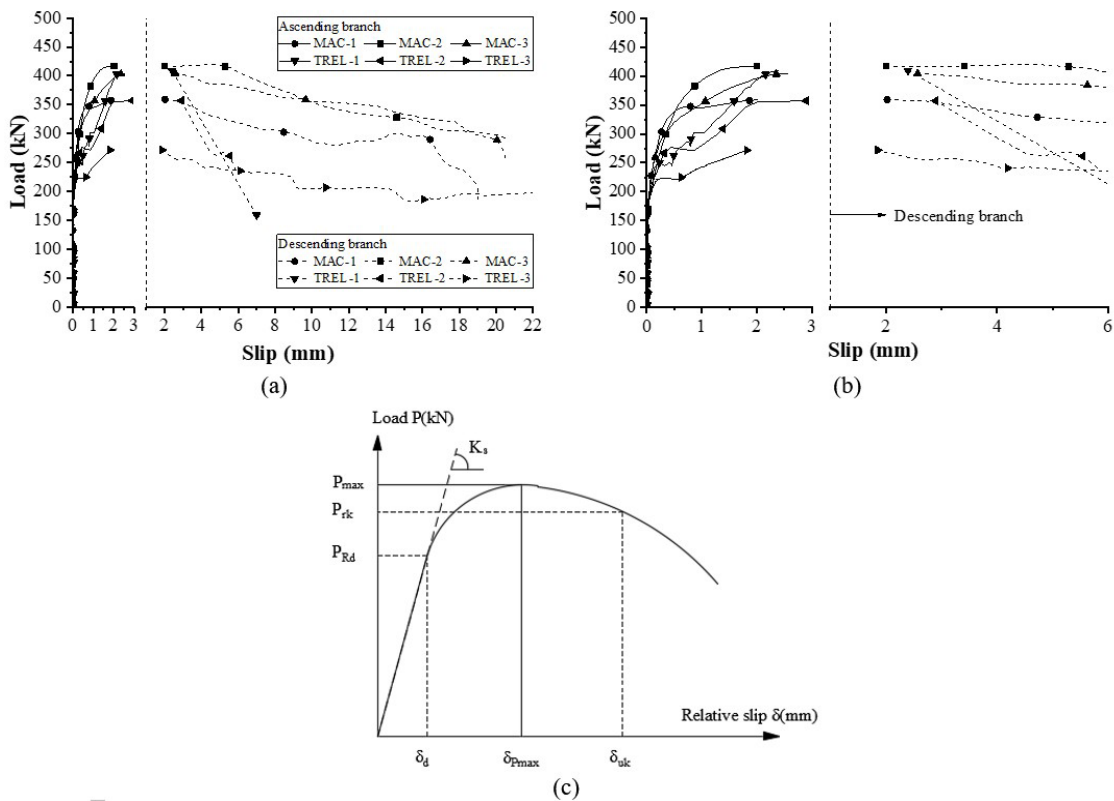 500
450
400
350
300
250
200
150
100
50
0
Load (kN)
Ascending branch
MAC-1 MAC-2 MAC-3
TREL-1 TREL-2 TREL-3
Descending branch
MAC-1 MAC-2 MAC-3
TREL-1 TREL-2 TREL-3
0 1 2 3 2 4 6 8 10 12 14 16 18 20 22
Slip (mm)
(a)
500
450
400
350
300
250
200
150
100
50
0
Load (kN)
Descending branch
0 1 2 3 2 4 6
Slip (mm)
(b)
Load P(kN)
Ks
Pmax
Prk
PRd
Relative slip δ(mm)
δd δPmax δuk
(c)